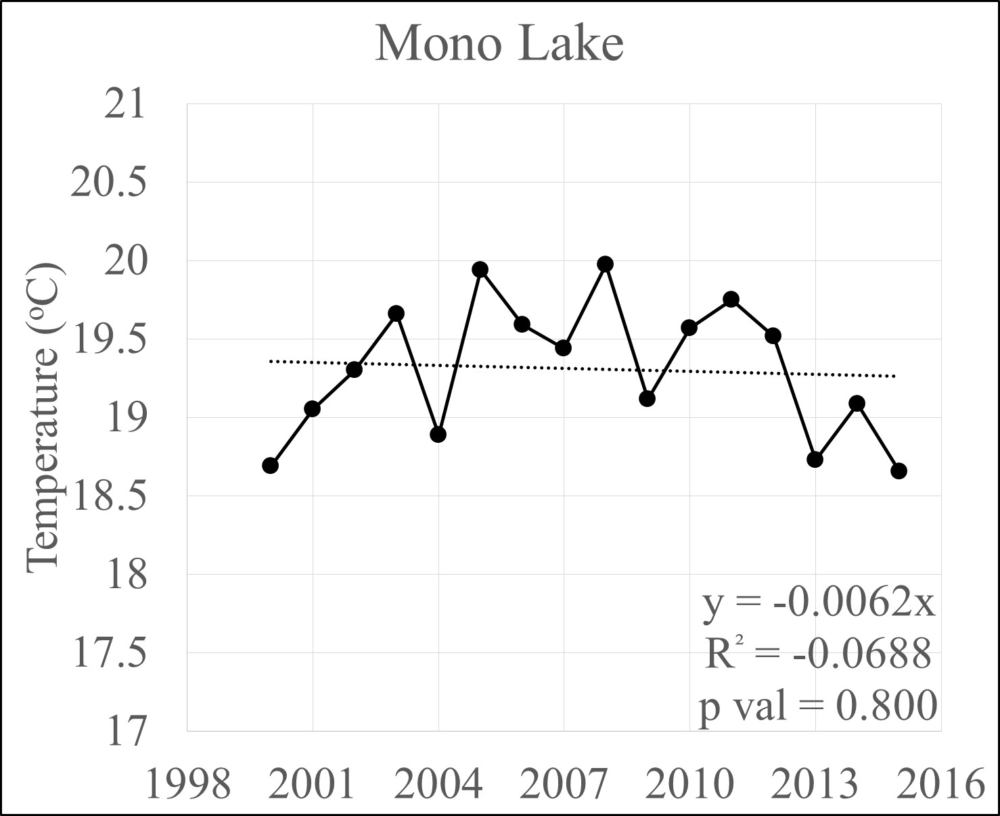 Mono Lake
21
20.5
20
19.5
19
18.5
18
17.5
17
Temperature (ºC)
y = -0.0062x
R² = -0.0688
p val = 0.800
1998 2001 2004 2007 2010 2013 2016